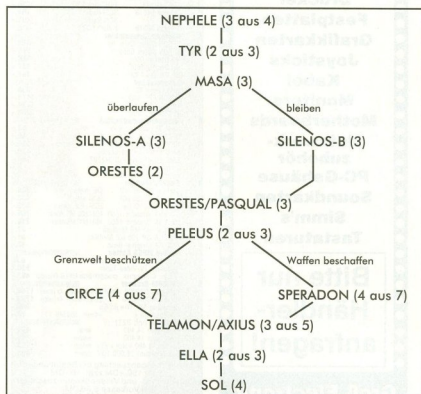 NEPHELE (3 aus 4)
TYR (2 aus 3)
MASA (3)
überlaufen
bleiben
SILENOS-A (3)
SILENOS-B (3)
ORESTES (2)
ORESTES/PASQUAL (3)
PELEUS (2 aus 3)
Grenzwelt beschützen
Waffen beschaffen
CIRCE (4 aus 7)
SPERADON (4 aus 7)
TELAMON/AXIUS (3 aus 5)
ELLA (2 aus 3)
SOL (4)